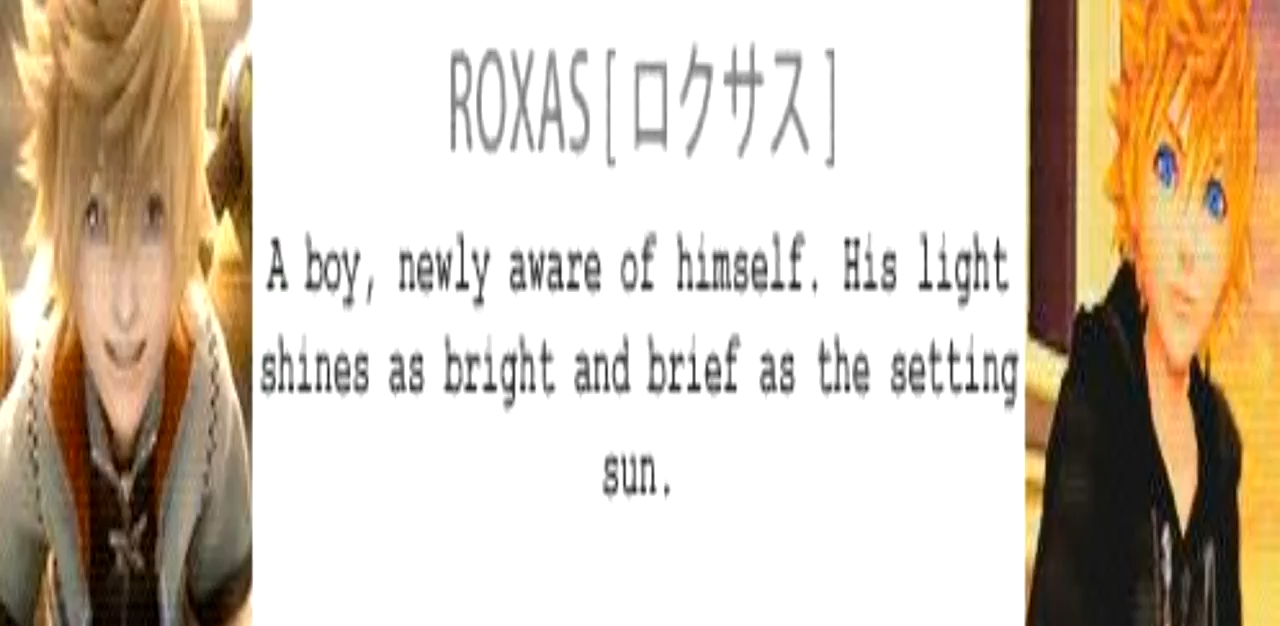 ROXAS[ロクサス]
A boy, newly aware of himself. His light
shines as bright and brief as the setting
sun.